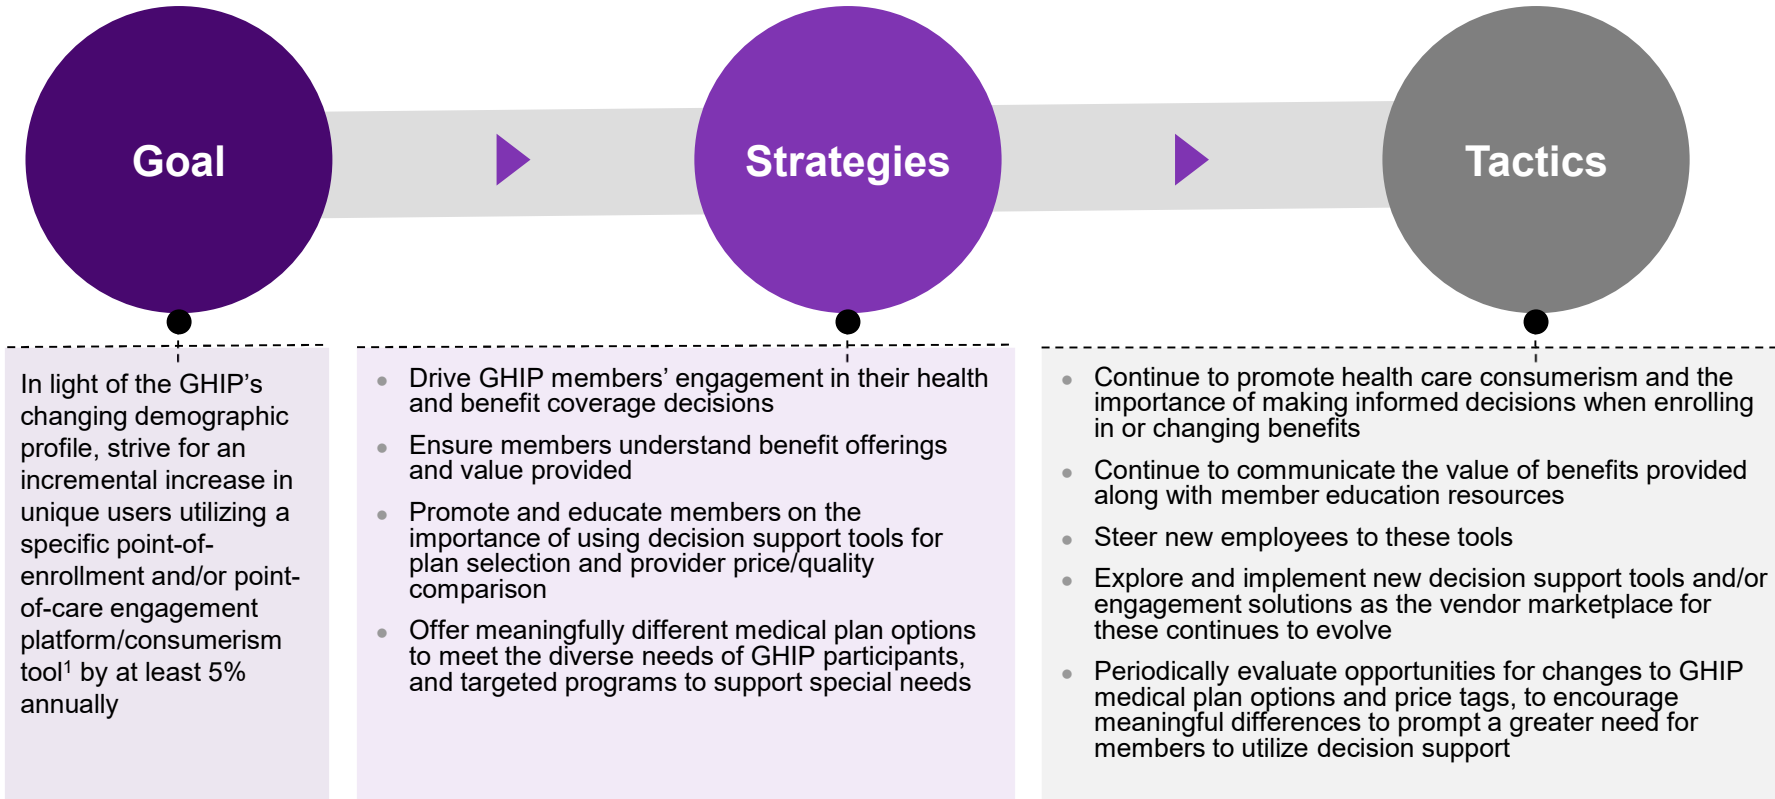 Goal
Strategies
Tactics
In light of the GHIP’s
changing demographic
profile, strive for an
incremental increase in
unique users utilizing a
specific point-of-
enrollment and/or point-
of-care engagement
platform/consumerism
tool¹ by at least 5%
annually
• Drive GHIP members’ engagement in their health
and benefit coverage decisions
• Ensure members understand benefit offerings
and value provided
• Promote and educate members on the
importance of using decision support tools for
plan selection and provider price/quality
comparison
• Offer meaningfully different medical plan options
to meet the diverse needs of GHIP participants,
and targeted programs to support special needs
• Continue to promote health care consumerism and the
importance of making informed decisions when enrolling
in or changing benefits
• Continue to communicate the value of benefits provided
along with member education resources
• Steer new employees to these tools
• Explore and implement new decision support tools and/or
engagement solutions as the vendor marketplace for
these continues to evolve
• Periodically evaluate opportunities for changes to GHIP
medical plan options and price tags, to encourage
meaningful differences to prompt a greater need for
members to utilize decision support